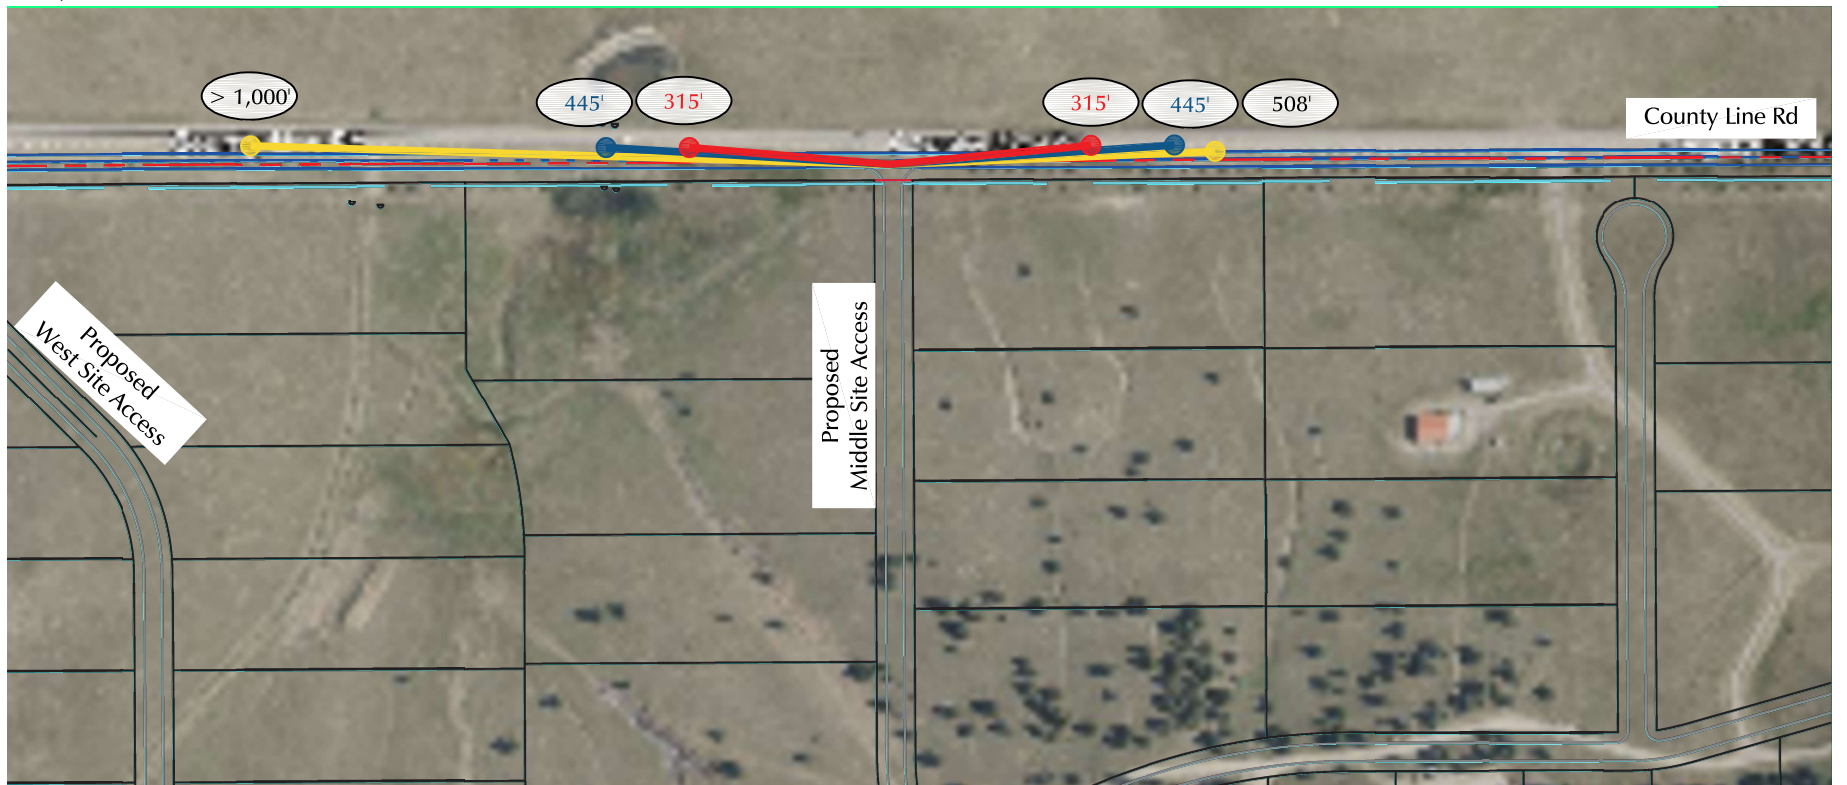 > 1,000'
445'
315'
315'
445'
508'
County Line Rd
Proposed
West Site Access
Proposed
Middle Site Access